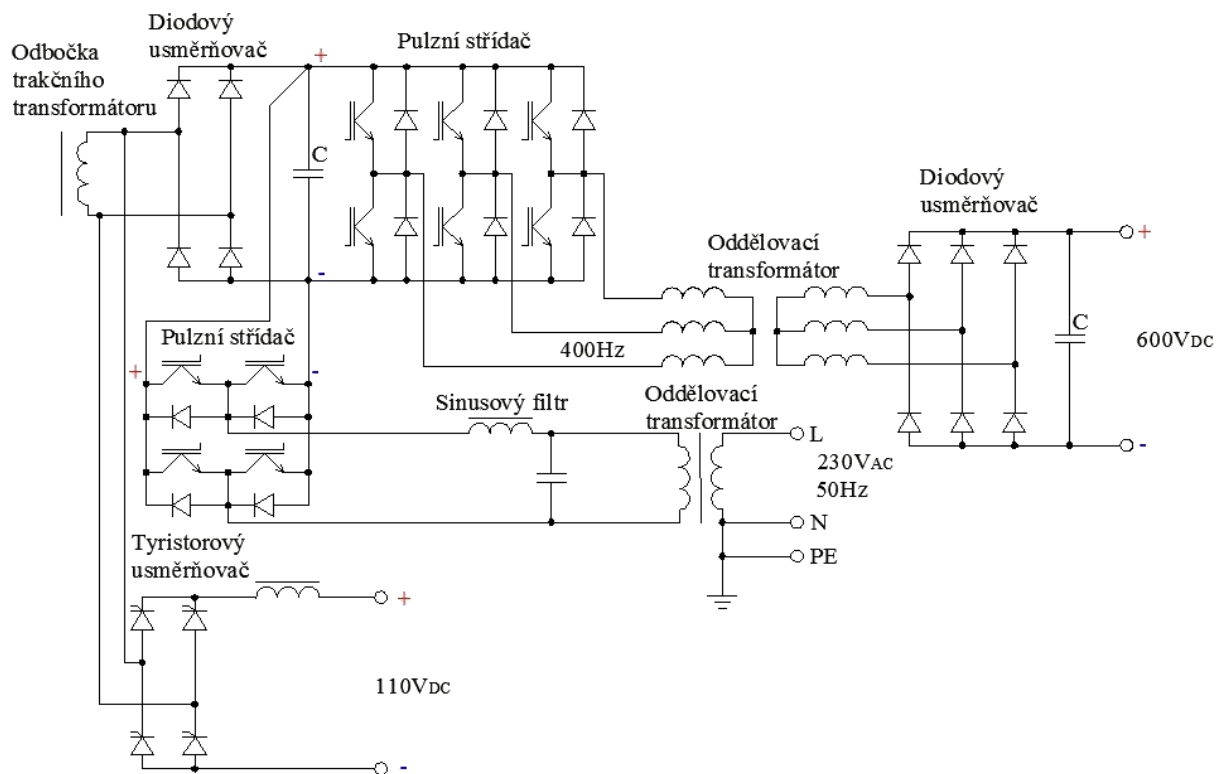 Odbočka
trakčního
transformátoru
Diodový
usměrňovač
+
Pulzní střídač
C
-
Diodový
usměrňovač
Oddělovací
transformátor
+
C
600VDC
-
400Hz
Pulzní střídač
+
-
Sinusový filtr
Oddělovací
transformátor
L
230VAC
50Hz
N
PE
Tyristorový
usměrňovač
+
110VDC
-